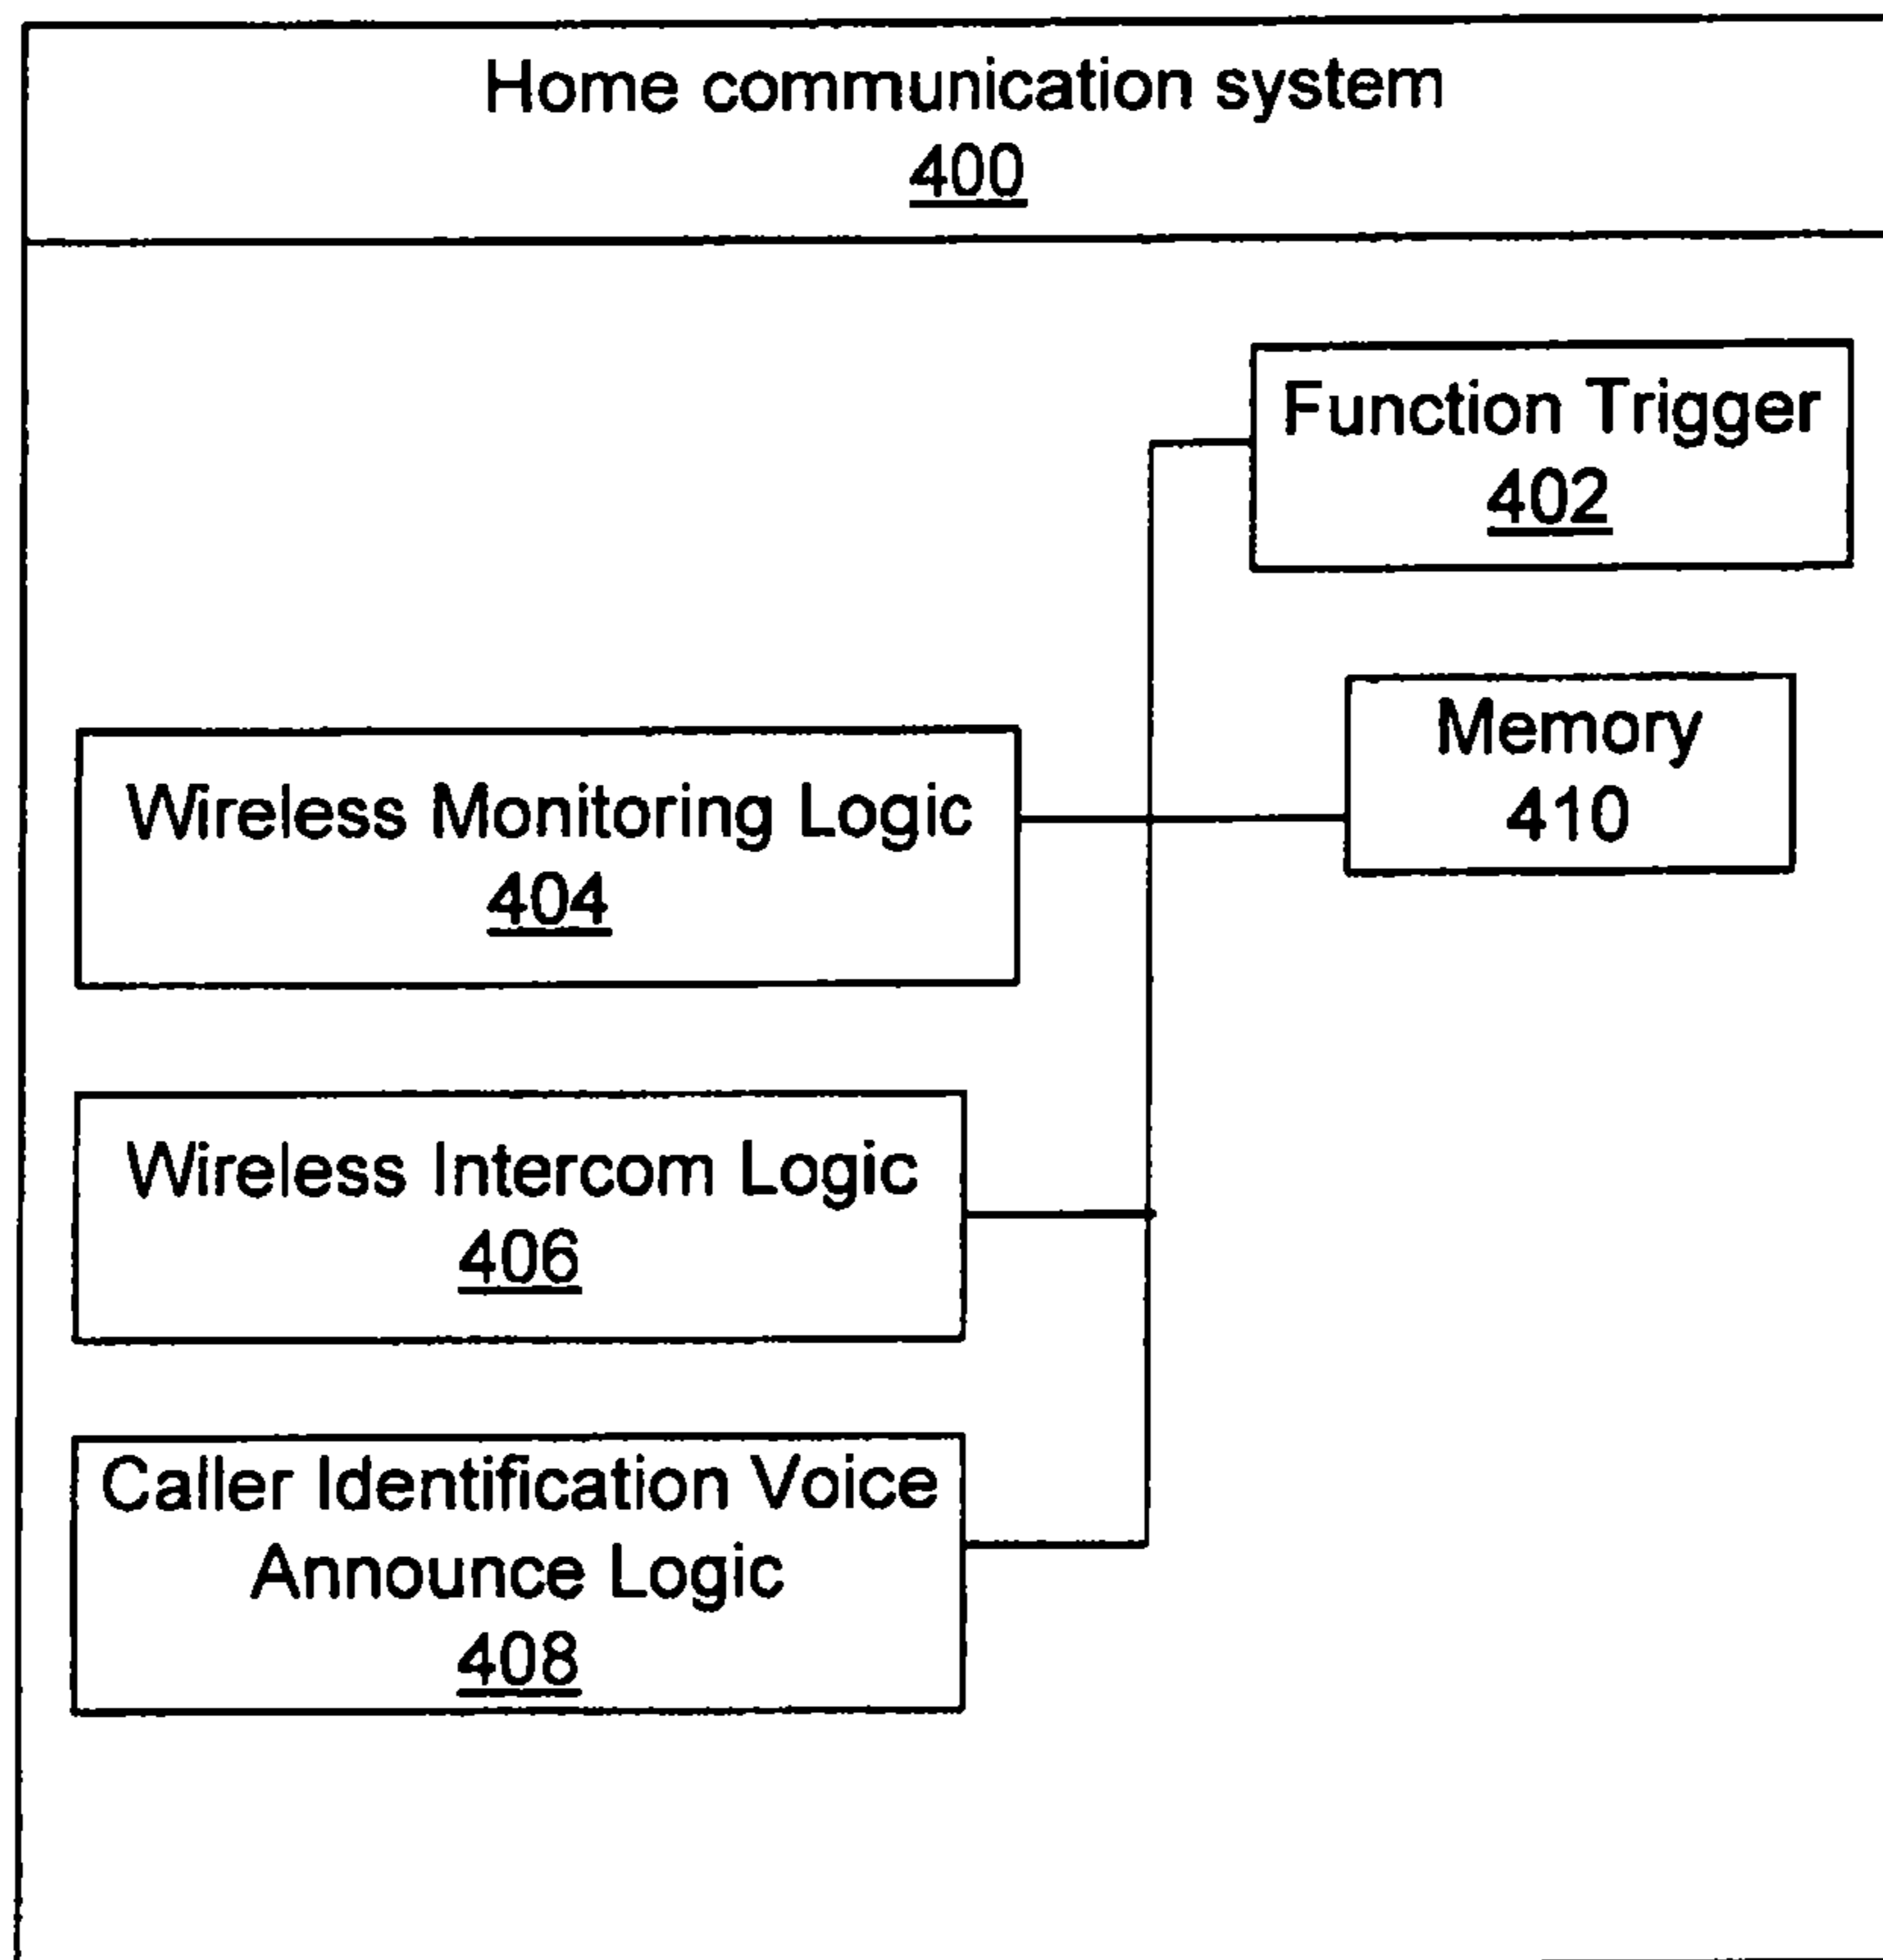 Home communication system
400
Function Trigger
402
Memory
410
Wireless Monitoring Logic
404
Wireless Intercom Logic
406
Caller Identification Voice
Announce Logic
408